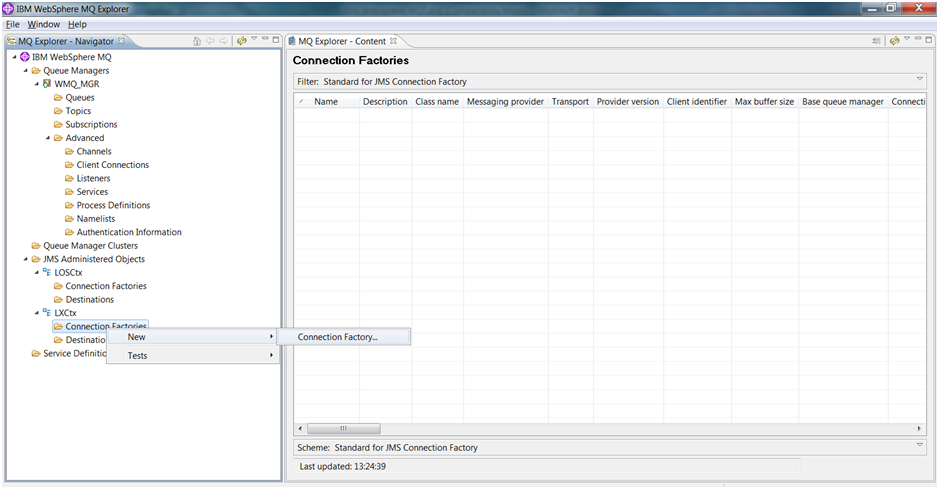 IBM WebSphere MQ Explorer
File Window Help
MQ Explorer - Navigator
IBM WebSphere MQ
Queue Managers
WMQ_MGR
Queues
Topics
Subscriptions
Advanced
Channels
Client Connections
Listeners
Services
Process Definitions
Namelists
Authentication Information
Queue Manager Clusters
JMS Administered Objects
LOSCtx
Connection Factories
Destinations
LXCtx
Connection Factories
Destinatio
Service Definitio
New
Tests
Connection Factory...
MQ Explorer - Content
Connection Factories
Filter: Standard for JMS Connection Factory
Name Description Class name Messaging provider Transport Provider version Client identifier Max buffer size Base queue manager Connecti
Scheme: Standard for JMS Connection Factory
Last updated: 13:24:39